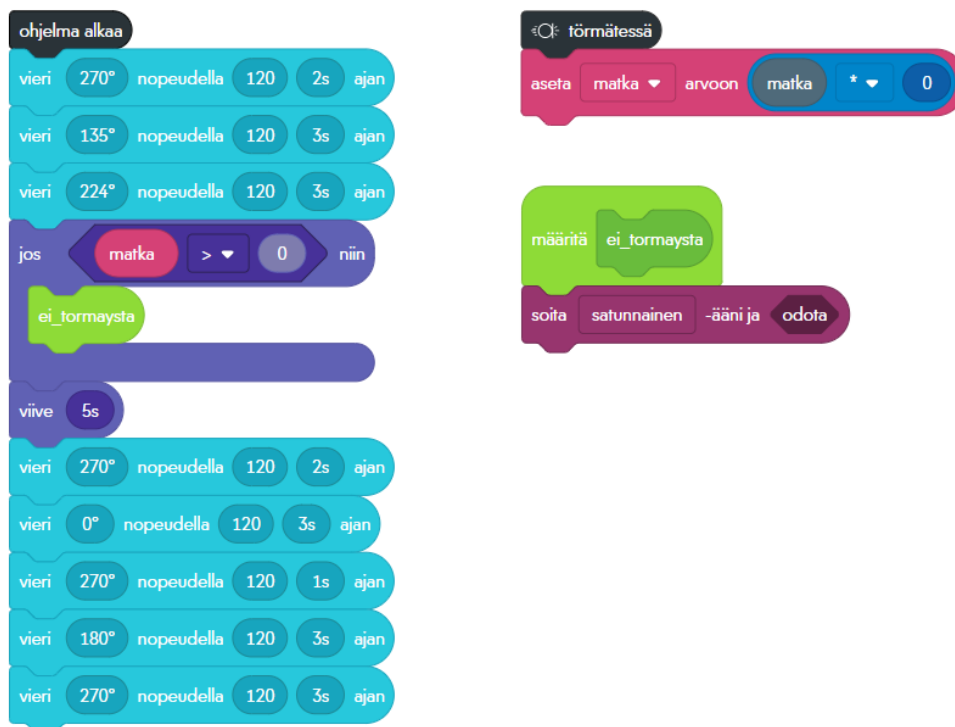 ohjelma alkaa
vieri 270° nopeudella 120 2s ajan
vieri 135° nopeudella 120 3s ajan
vieri 224° nopeudella 120 3s ajan
jos matka > 0 niin
ei_tormaysta
viive 5s
vieri 270° nopeudella 120 2s ajan
vieri 0° nopeudella 120 3s ajan
vieri 270° nopeudella 120 1s ajan
vieri 180° nopeudella 120 3s ajan
vieri 270° nopeudella 120 3s ajan
törmätessä
aseta matka arvoon matka * 0
määritä ei_tormaysta
soita satunnainen -ääni ja odota